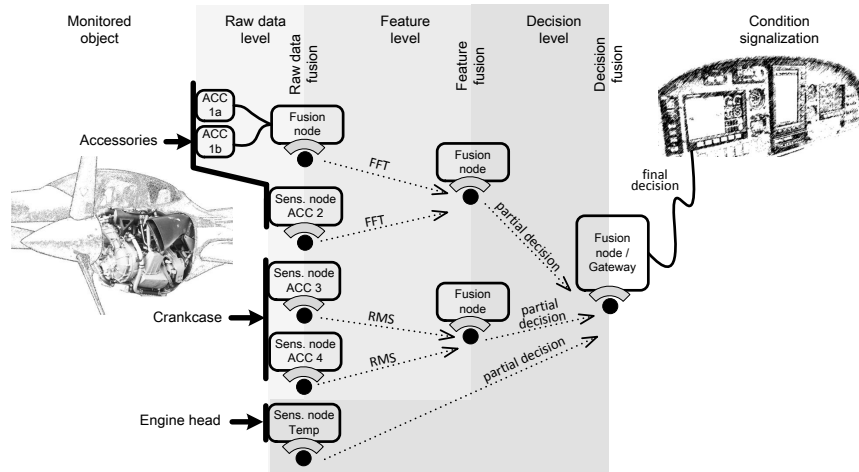 Monitored object
Raw data level
Feature level
Decision level
Condition signalization
Raw data fusion
Feature fusion
Decision fusion
ACC 1a
ACC 1b
Fusion node
Accessories
FFT
Fusion node
final decision
Sens. node ACC 2
FFT
partial decision
Fusion node / Gateway
Sens. node ACC 3
Crankcase
RMS
Fusion node
partial decision
Sens. node ACC 4
RMS
partial decision
Engine head
Sens. node Temp